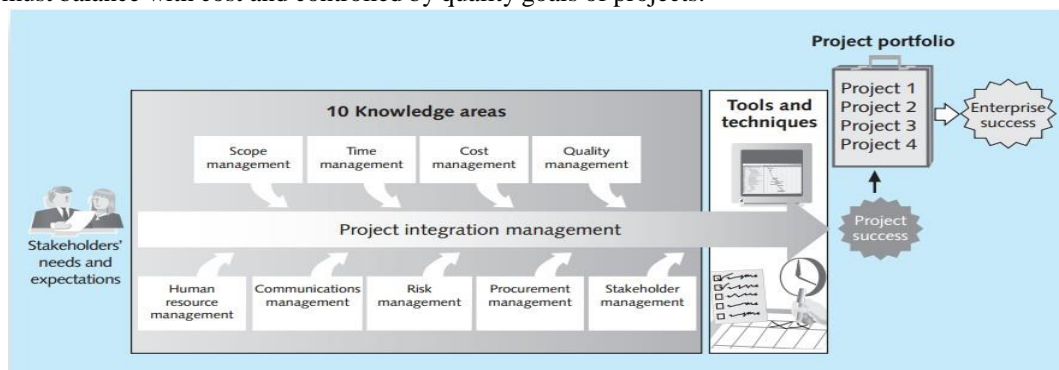 must balance with cost and controlled by quality goals of projects.
Project portfolio
Project 1
Project 2
Project 3
Project 4
Enterprise
success
10 Knowledge areas
Tools and
techniques
Scope
management
Time
management
Cost
management
Quality
management
Stakeholders'
needs and
expectations
Project integration management
Project
success
Human
resource
management
Communications
management
Risk
management
Procurement
management
Stakeholder
management